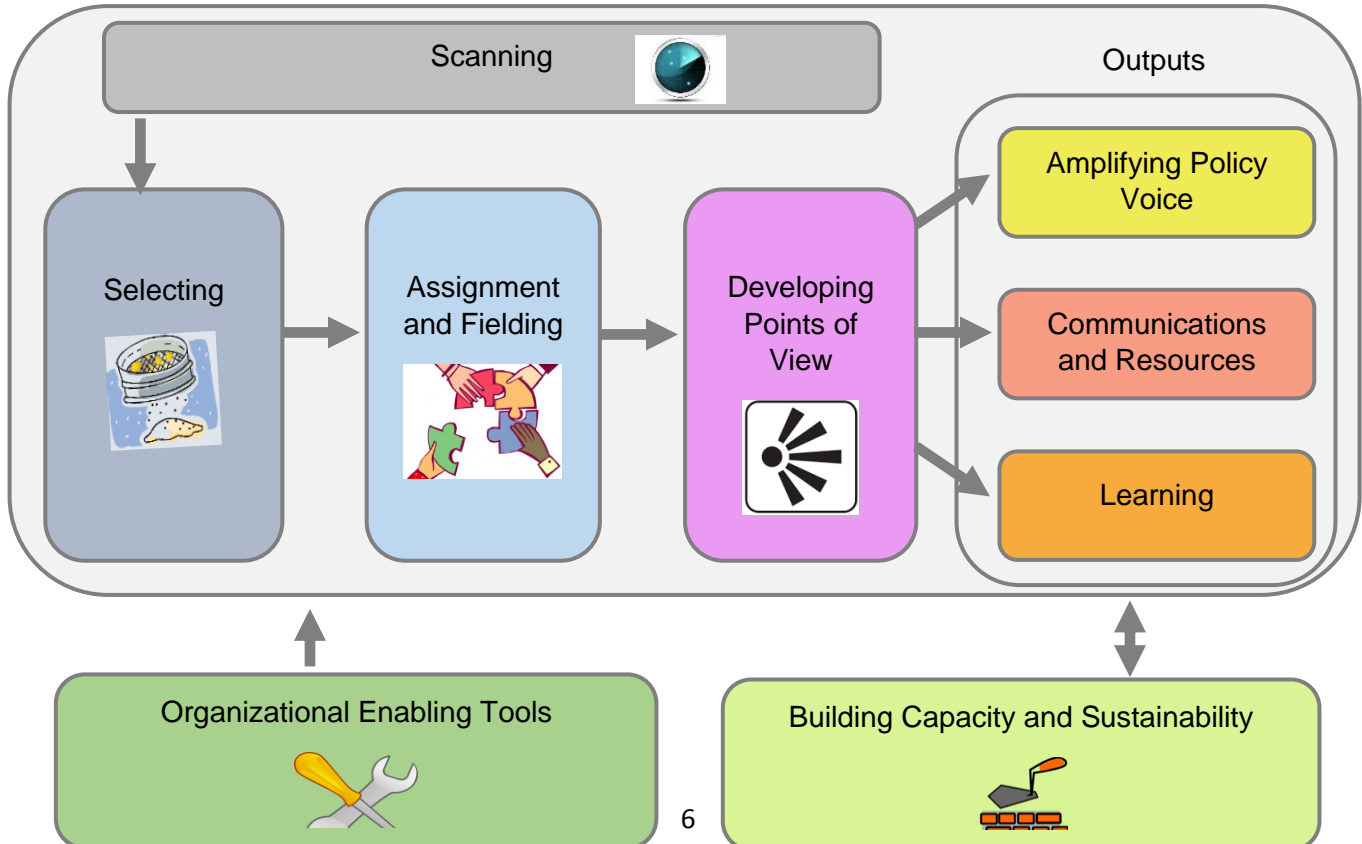 Scanning
Outputs
Selecting
Assignment
and Fielding
Developing
Points of
View
Amplifying Policy
Voice
Communications
and Resources
Learning
Organizational Enabling Tools
Building Capacity and Sustainability
6